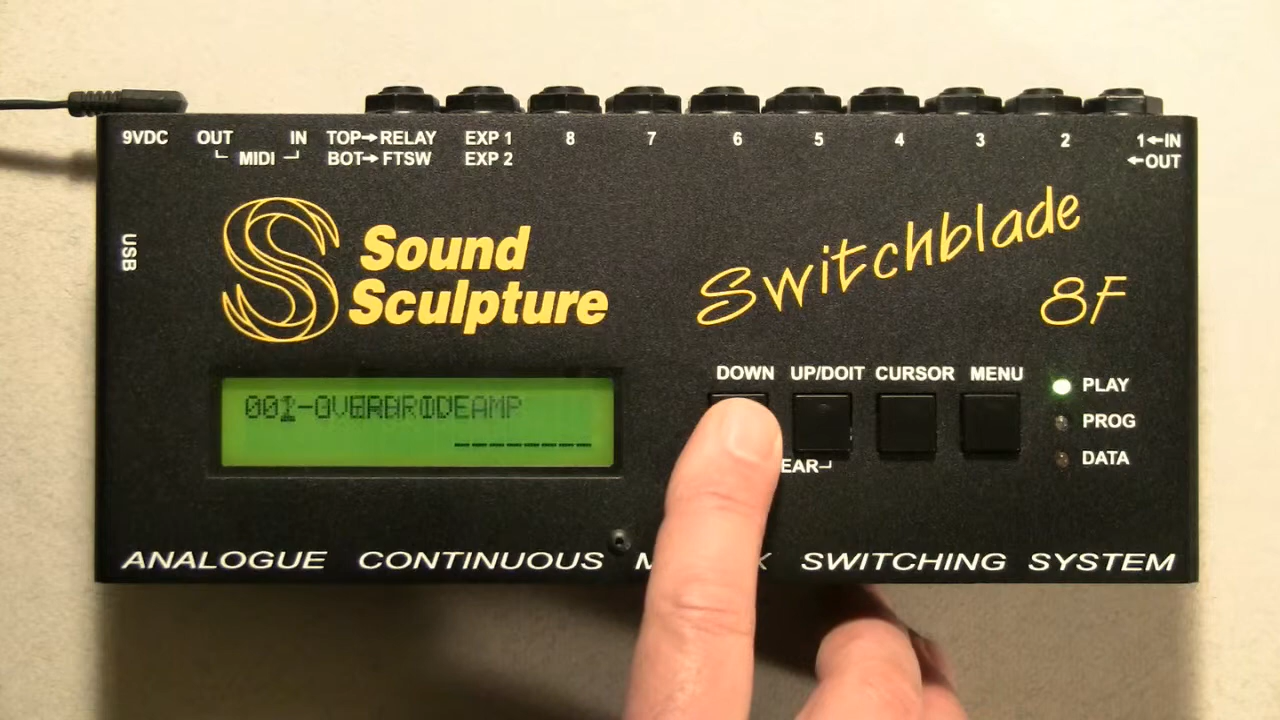 9VDC OUT IN TOP→RELAY EXP 1 8 7 6 5 4 3 2 1←IN
MIDI BOT→FTSW EXP 2 ←OUT
USB
Sound
Sculpture
Switchblade
8F
DOWN UP/DOIT CURSOR MENU
PLAY
PROG
DATA
ANALOGUE CONTINUOUS SWITCHING SYSTEM